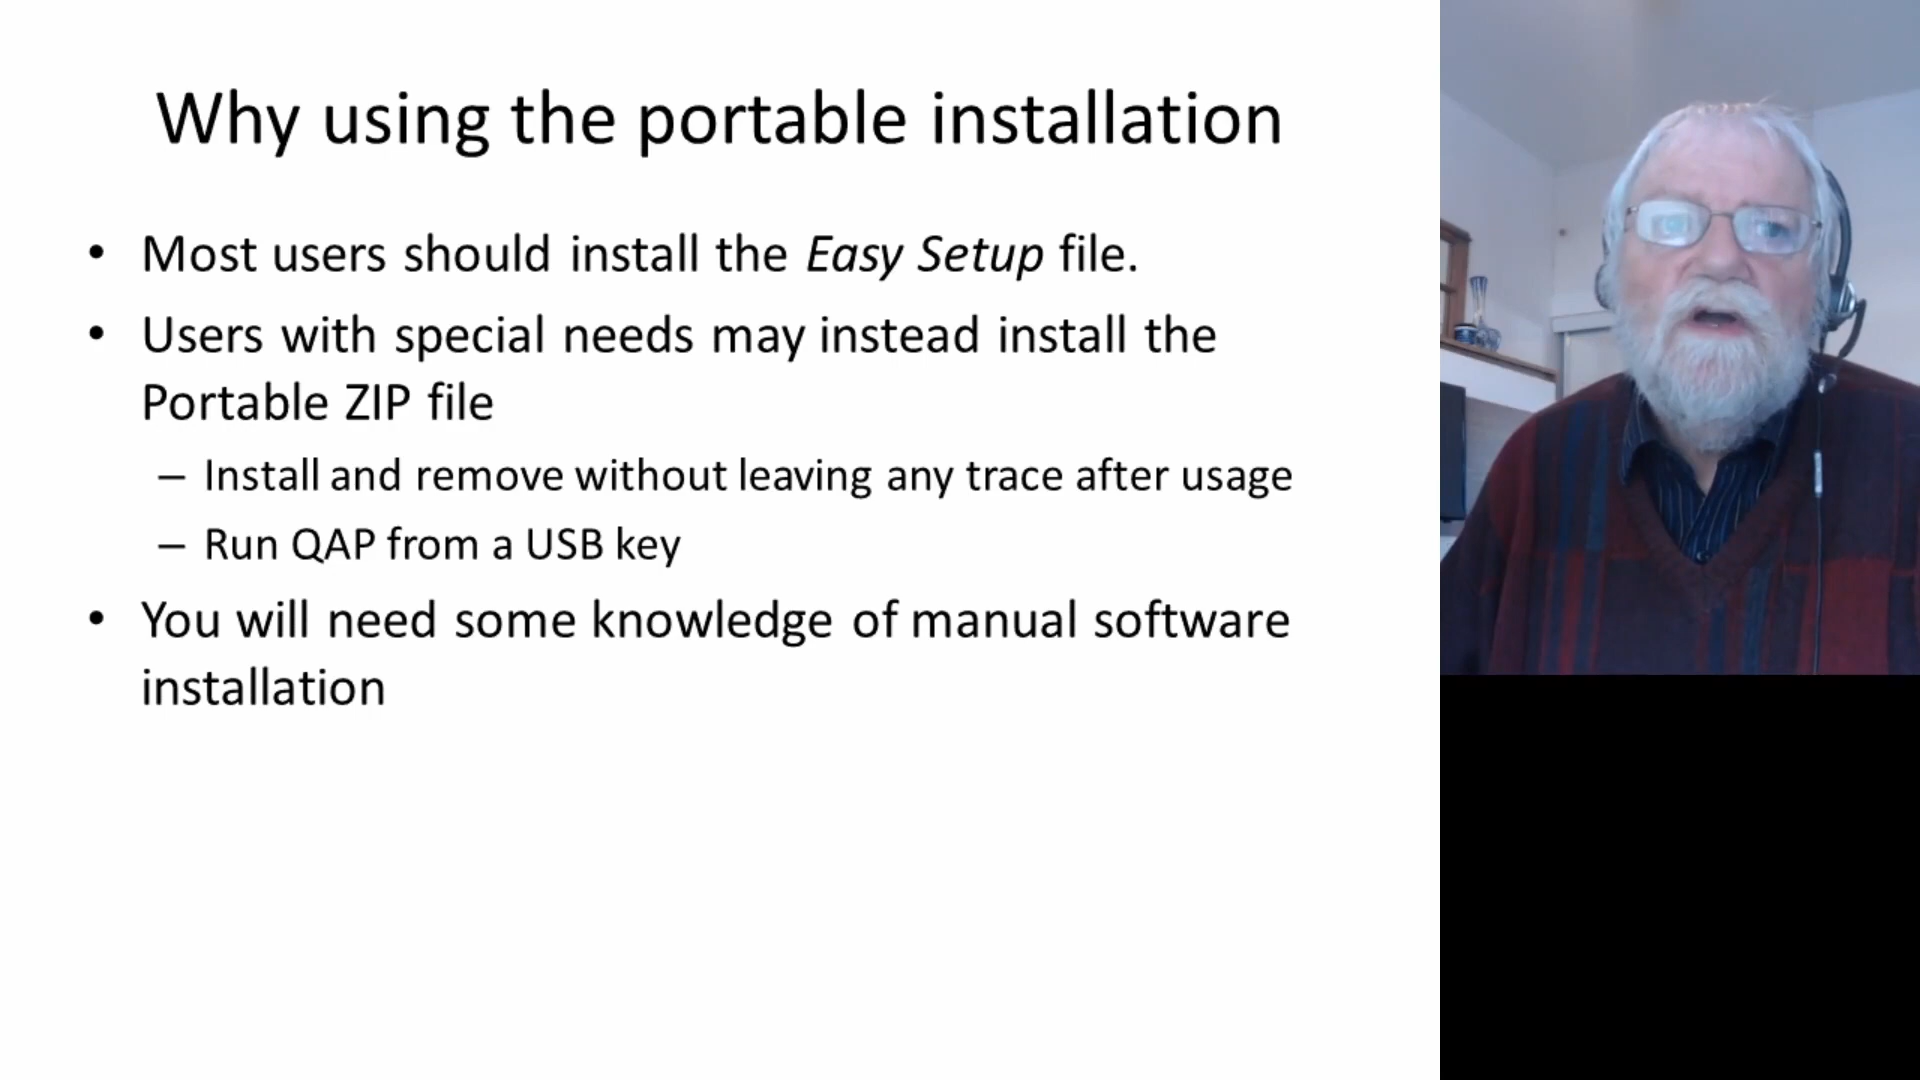 Why using the portable installation
• Most users should install the Easy Setup file.
• Users with special needs may instead install the
Portable ZIP file
– Install and remove without leaving any trace after usage
– Run QAP from a USB key
• You will need some knowledge of manual software
installation